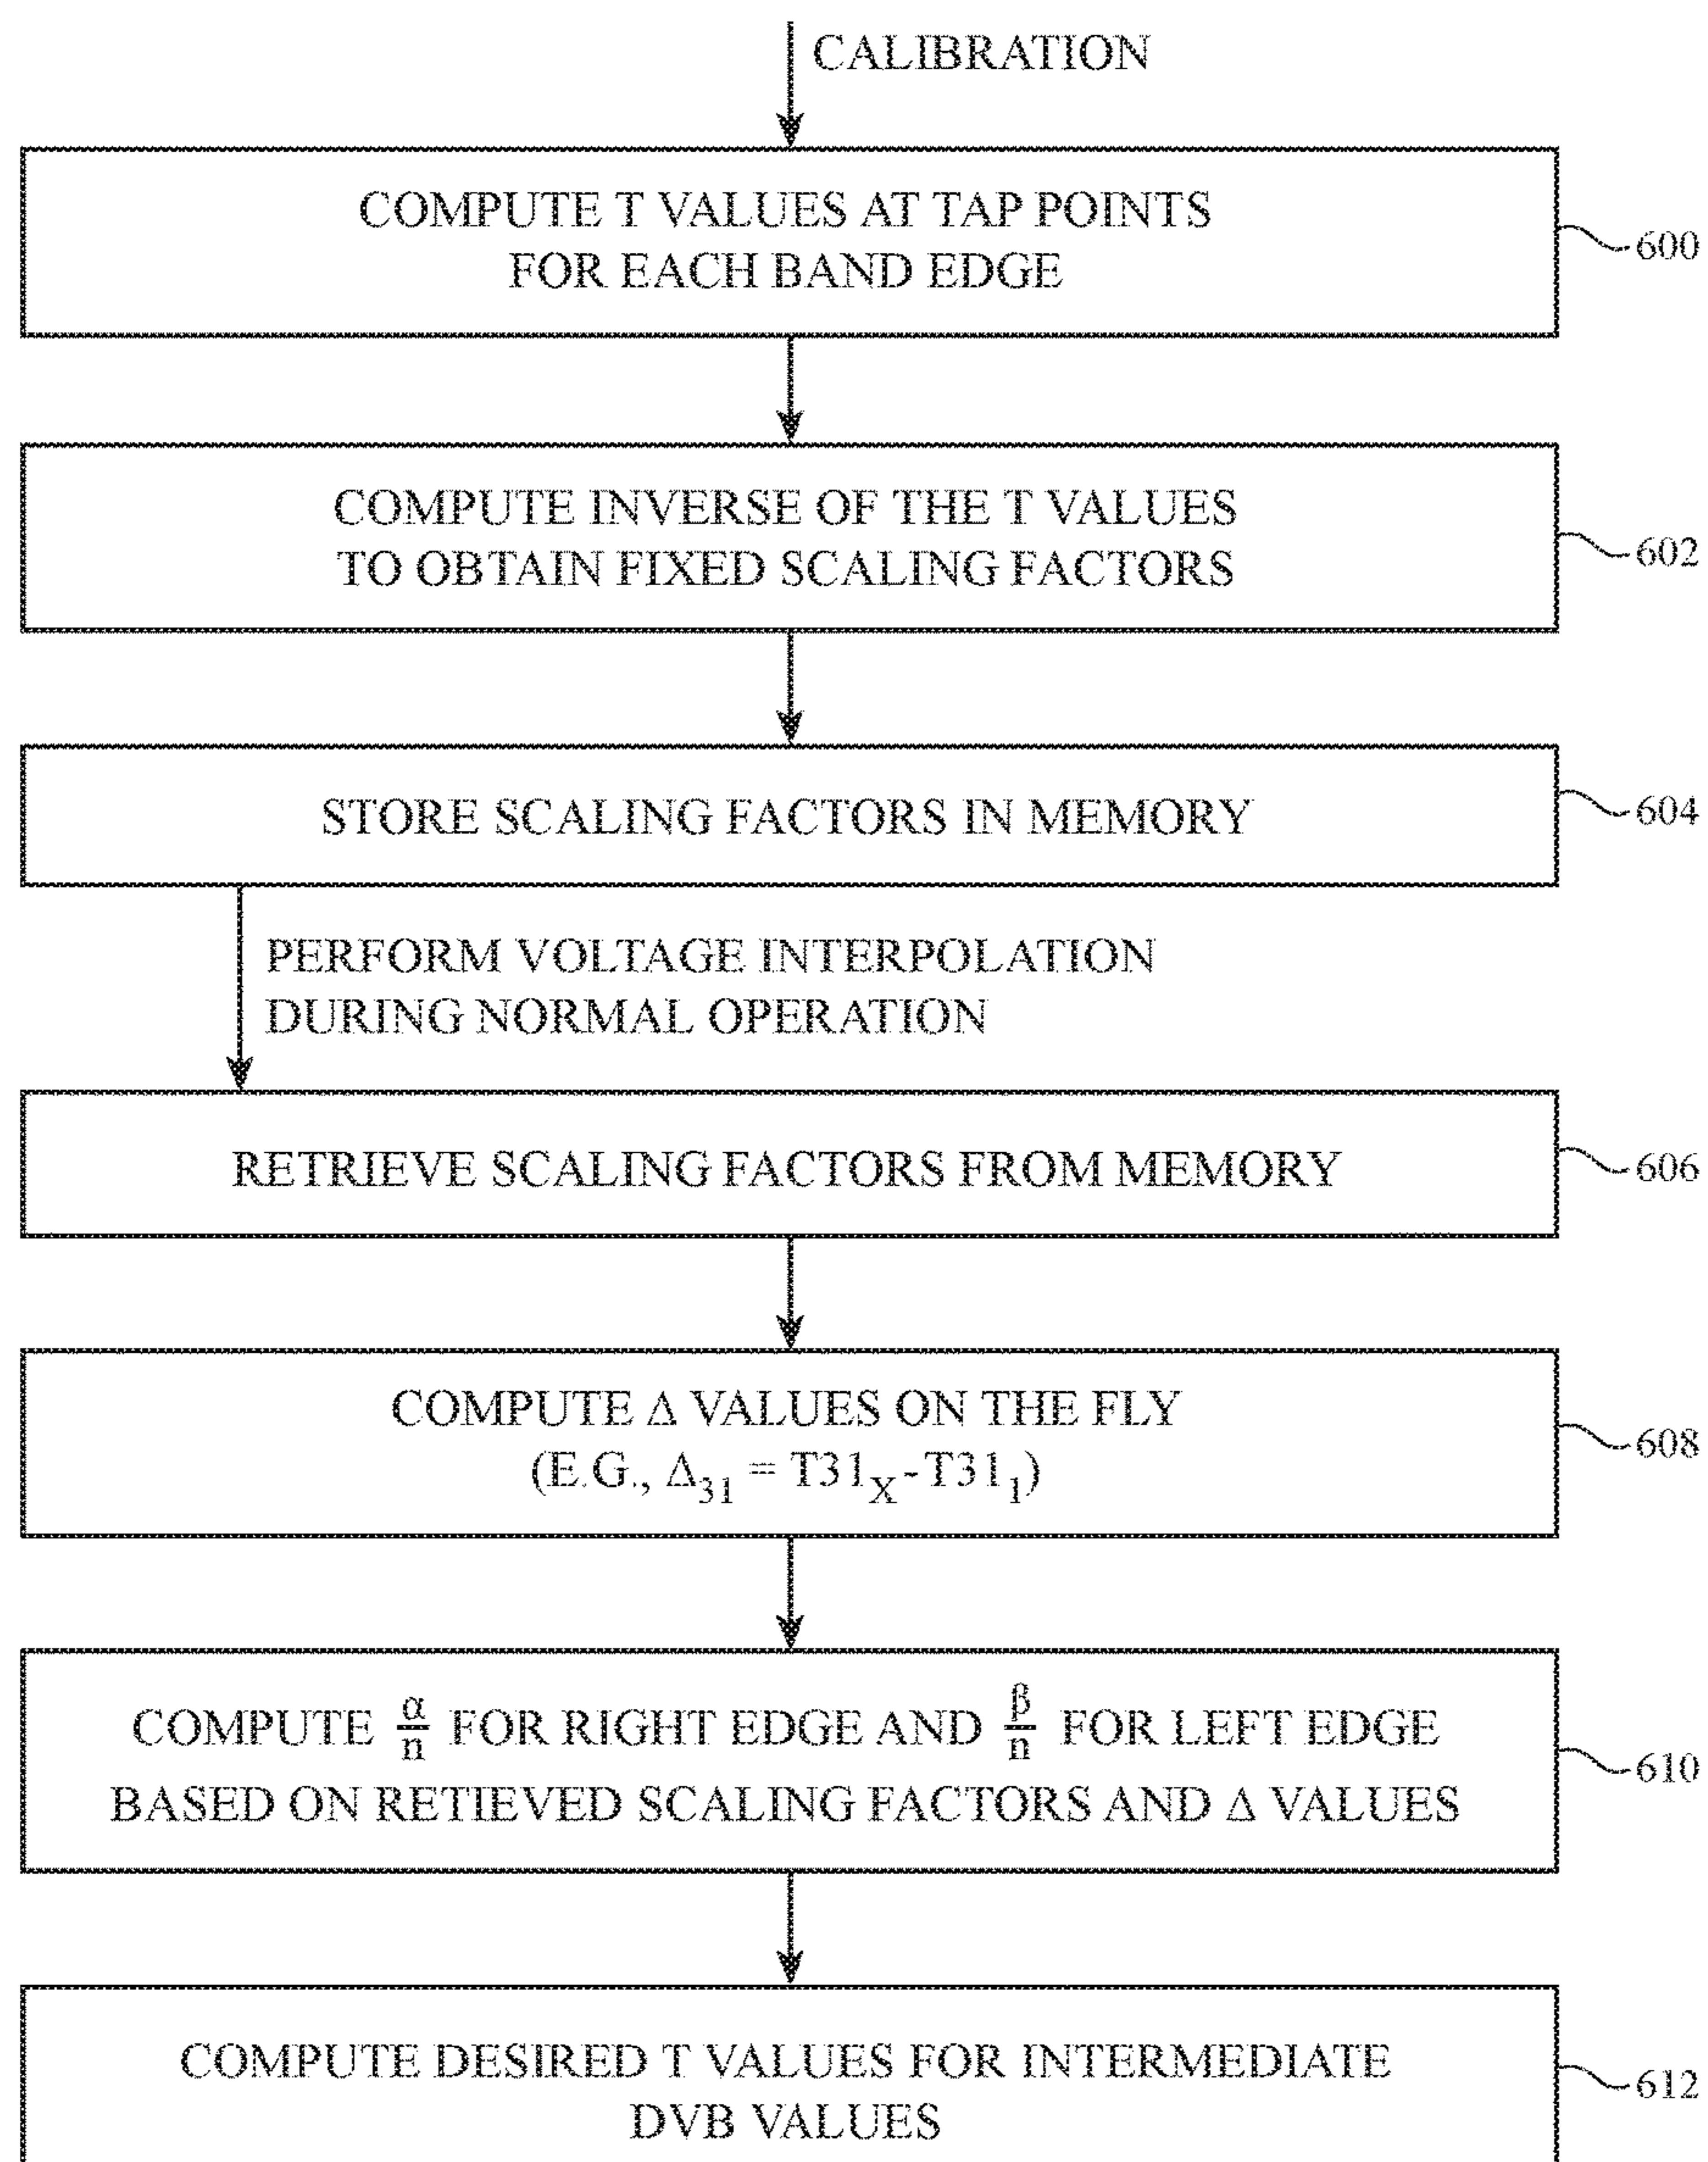 CALIBRATION
COMPUTE T VALUES AT TAP POINTS
FOR EACH BAND EDGE
600
COMPUTE INVERSE OF THE T VALUES
TO OBTAIN FIXED SCALING FACTORS
602
STORE SCALING FACTORS IN MEMORY
604
PERFORM VOLTAGE INTERPOLATION
DURING NORMAL OPERATION
RETRIEVE SCALING FACTORS FROM MEMORY
606
COMPUTE Δ VALUES ON THE FLY
(E.G., Δ₃₁ = T31ₓ-T31₁)
608
COMPUTE α/n FOR RIGHT EDGE AND β/n FOR LEFT EDGE
BASED ON RETIEVED SCALING FACTORS AND Δ VALUES
610
COMPUTE DESIRED T VALUES FOR INTERMEDIATE
DVB VALUES
612